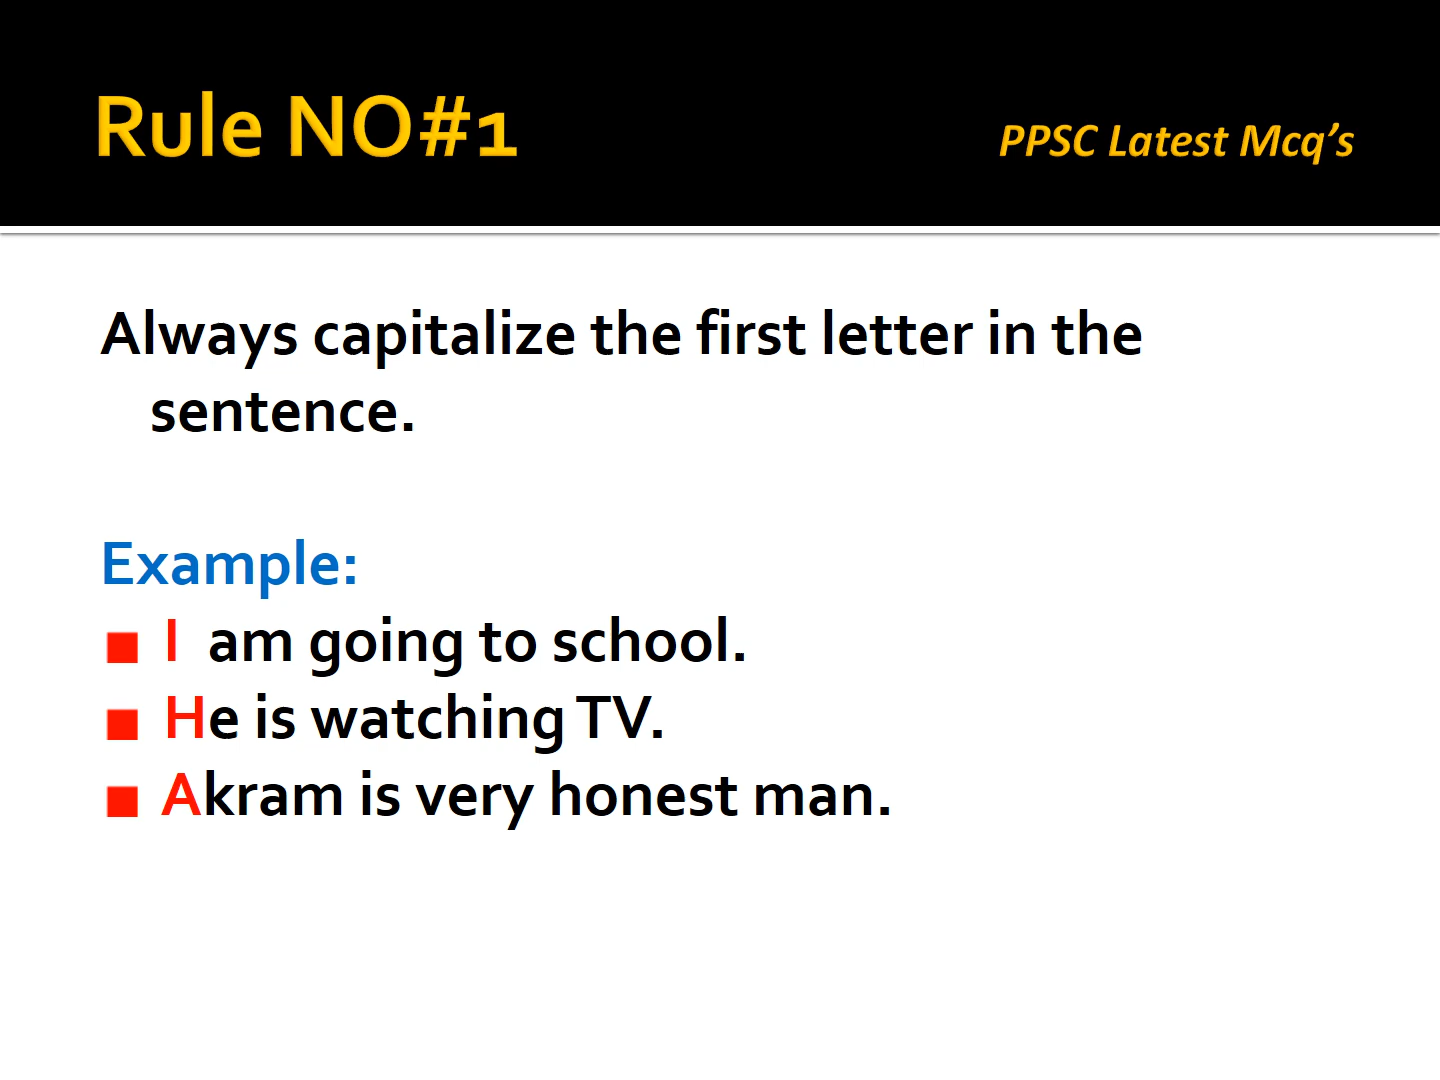 Rule NO#1
PPSC Latest Mcq’s
Always capitalize the first letter in the
sentence.
Example:
I am going to school.
He is watching TV.
Akram is very honest man.